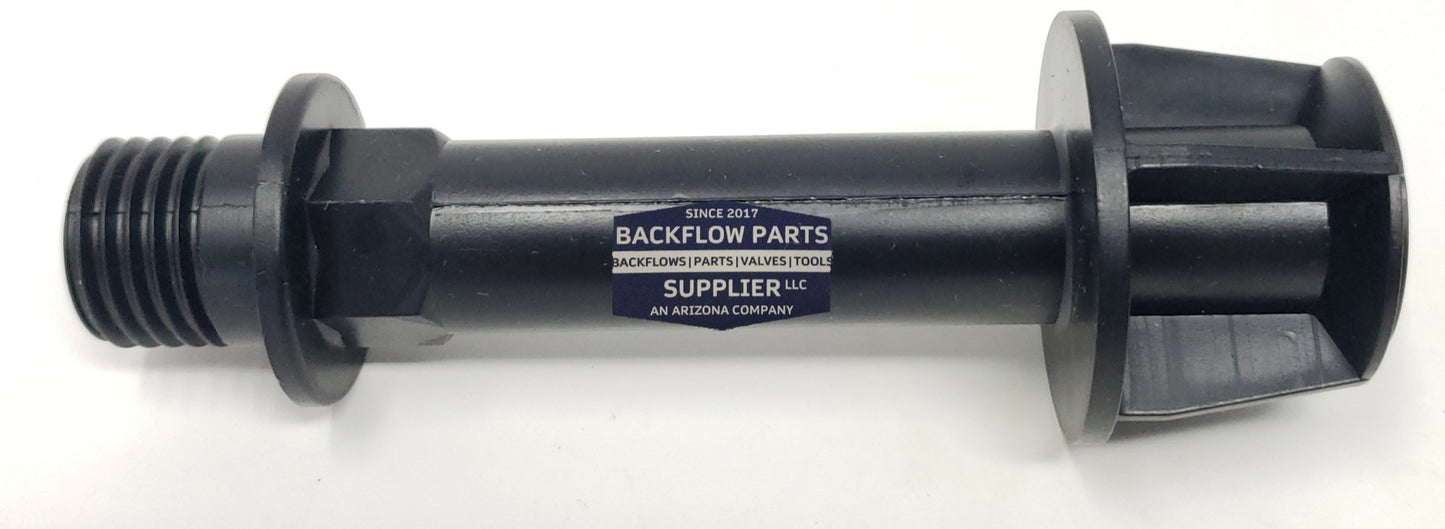 SINCE 2017
BACKFLOW PARTS
BACKFLOWS|PARTS|VALVES|TOOLS
SUPPLIER LLC
AN ARIZONA COMPANY